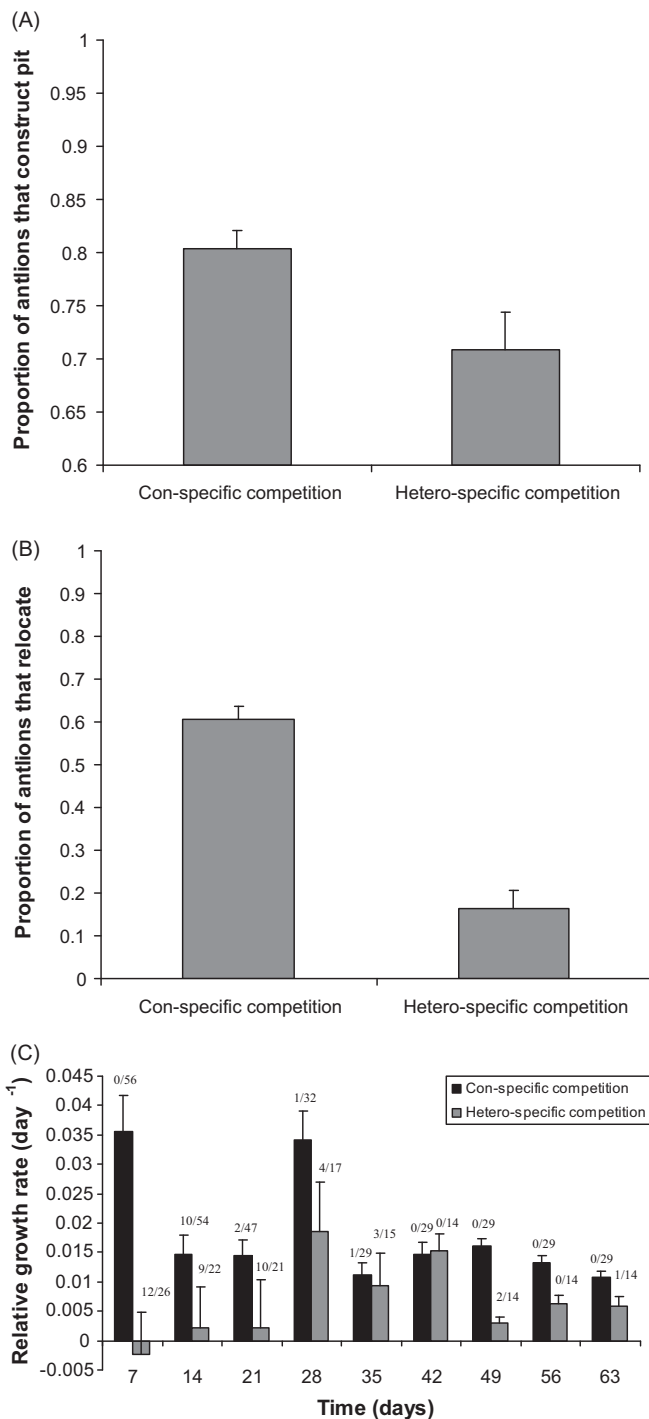 (A)
Proportion of antlions that construct pit
1
0.95
0.9
0.85
0.8
0.75
0.7
0.65
0.6
Con-specific competition Hetero-specific competition
(B)
Proportion of antlions that relocate
1
0.9
0.8
0.7
0.6
0.5
0.4
0.3
0.2
0.1
0
Con-specific competition Hetero-specific competition
(C)
Relative growth rate (day -1)
0.045
0.04
0.035
0.03
0.025
0.02
0.015
0.01
0.005
0
-0.005
Con-specific competition
Hetero-specific competition
0/56 12/26 10/54 9/22 2/47 10/21 1/32 4/17 1/29 3/15 0/29 0/14 0/29 2/14 0/29 0/14 0/29 1/14
7 14 21 28 35 42 49 56 63
Time (days)